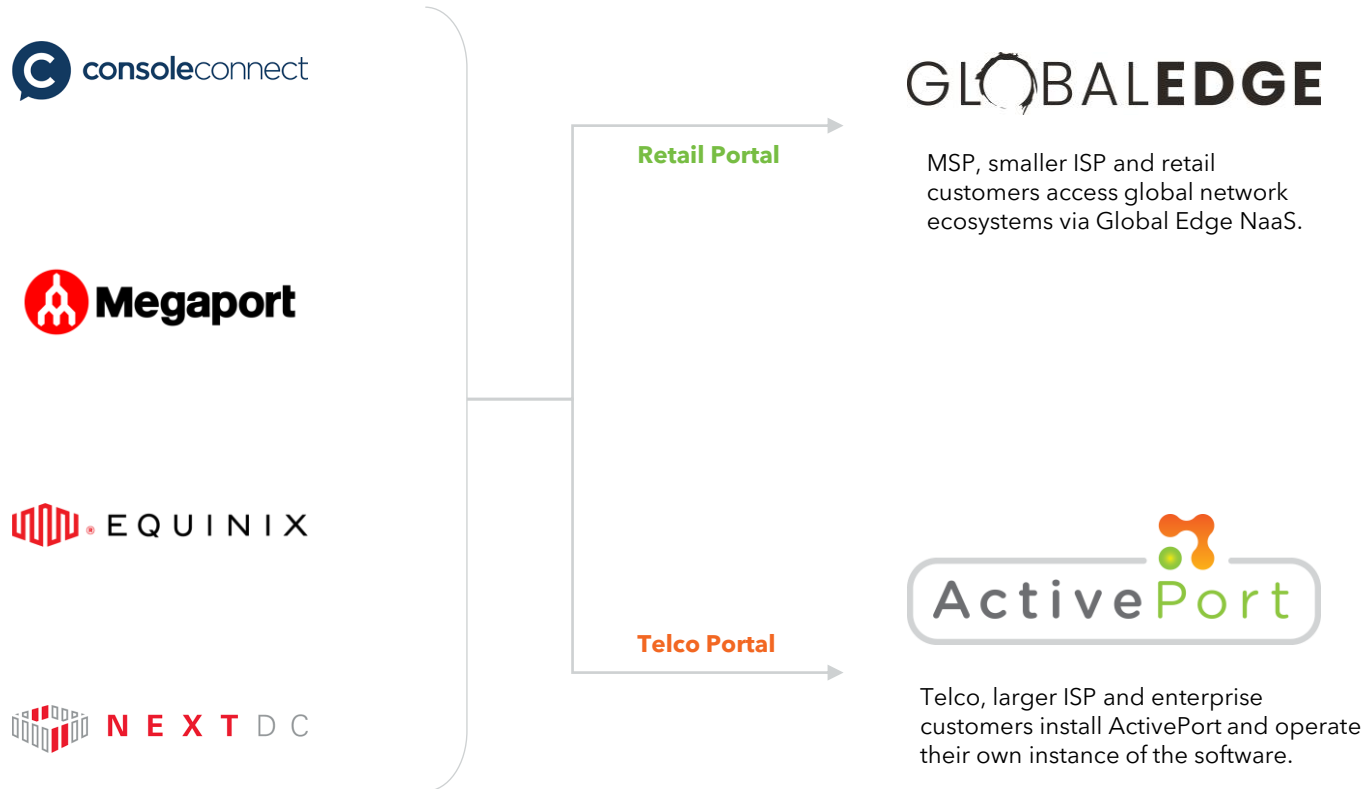 consoleconnect
Megaport
EQUINIX
NEXTDC
Retail Portal
GLOBALEDGE
MSP, smaller ISP and retail
customers access global network
ecosystems via Global Edge NaaS.
Telco Portal
ActivePort
Telco, larger ISP and enterprise
customers install ActivePort and operate
their own instance of the software.